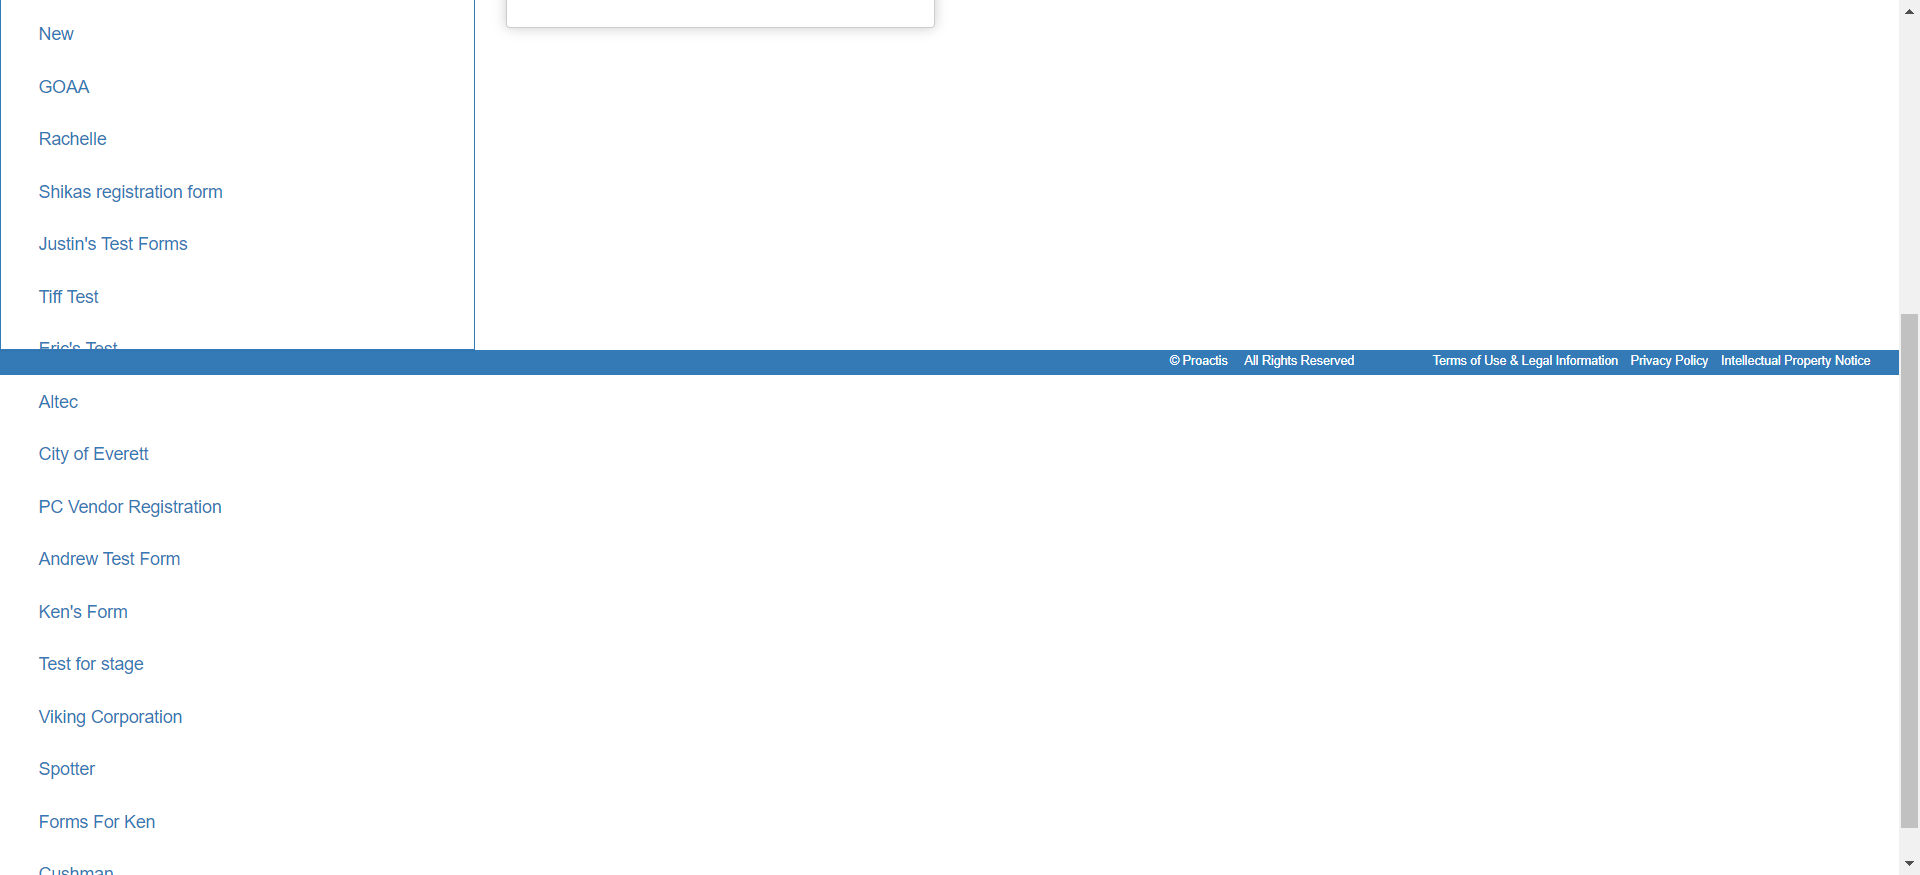 New
GOAA
Rachelle
Shikas registration form
Justin's Test Forms
Tiff Test
Eric's Test
© Proactis All Rights Reserved Terms of Use & Legal Information Privacy Policy Intellectual Property Notice
Altec
City of Everett
PC Vendor Registration
Andrew Test Form
Ken's Form
Test for stage
Viking Corporation
Spotter
Forms For Ken
Cushman